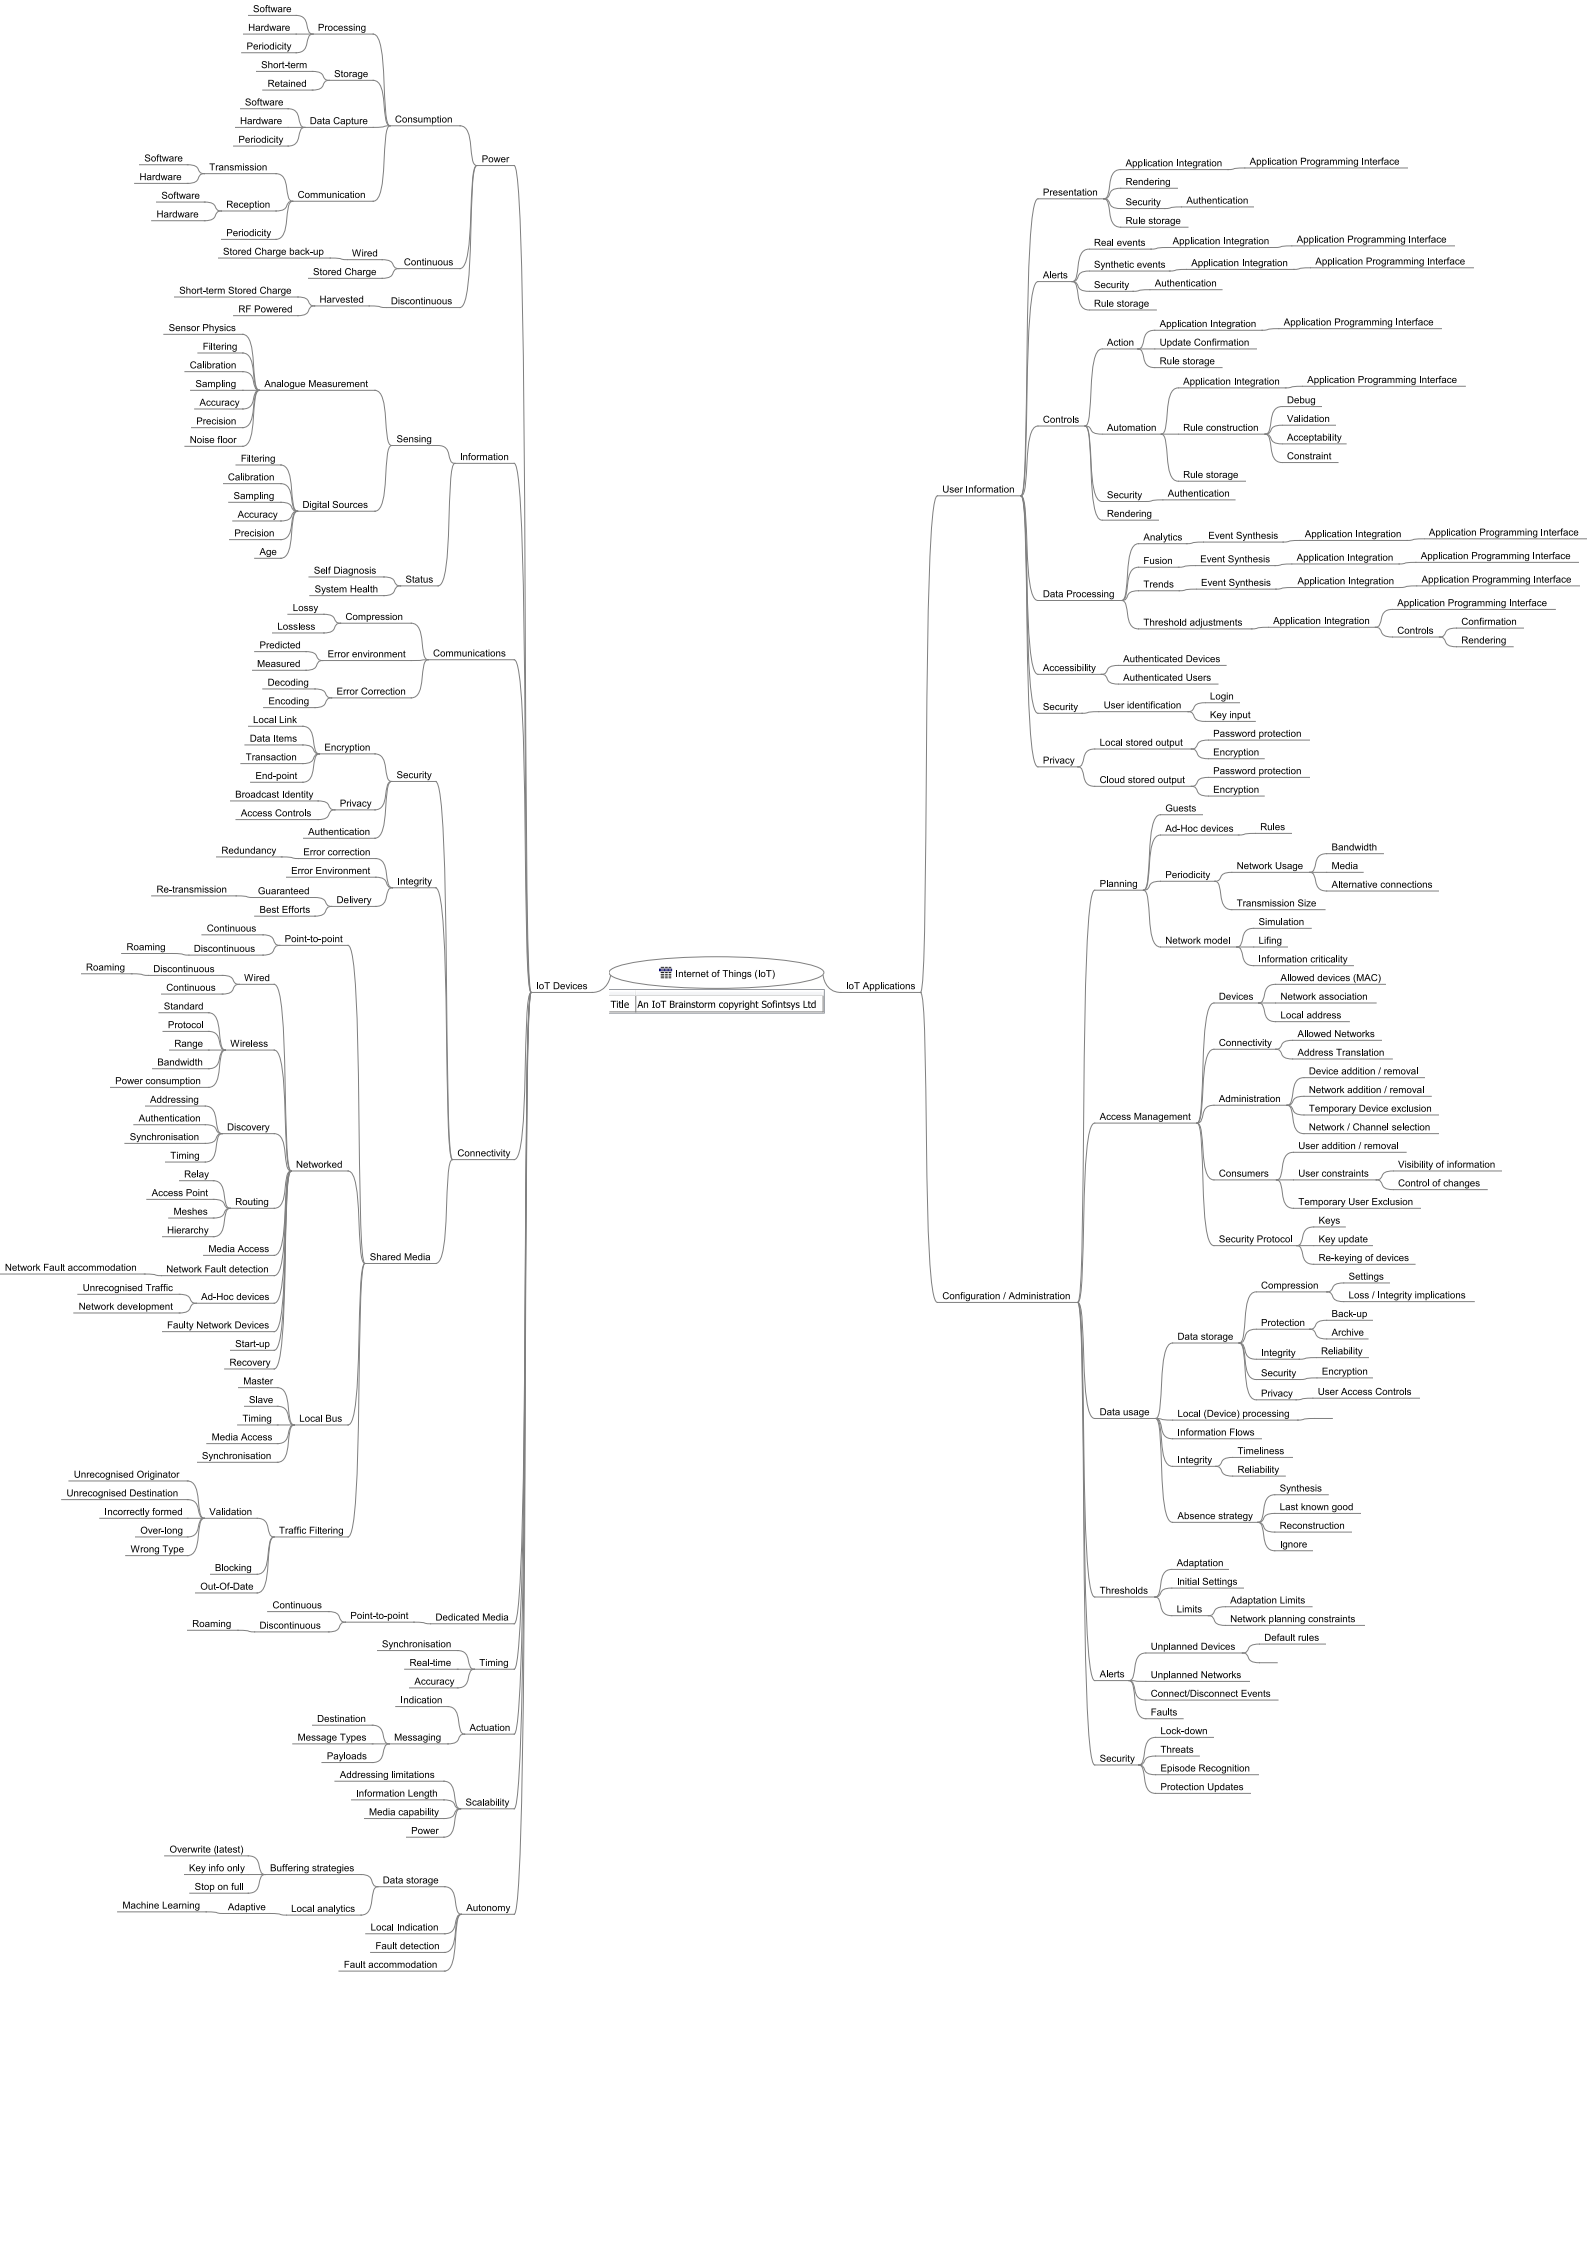 Software
Hardware
Processing
Periodicity
Short-term
Storage
Retained
Software
Hardware
Data Capture
Periodicity
Consumption
Software
Transmission
Hardware
Software
Reception
Hardware
Communication
Periodicity
Power
Stored Charge back-up
Wired
Stored Charge
Continuous
Short-term Stored Charge
Harvested
RF Powered
Discontinuous
Sensor Physics
Filtering
Calibration
Sampling
Analogue Measurement
Accuracy
Precision
Noise floor
Sensing
Filtering
Calibration
Sampling
Digital Sources
Accuracy
Precision
Age
Information
Self Diagnosis
Status
System Health
Lossy
Compression
Lossless
Predicted
Error environment
Measured
Communications
Decoding
Error Correction
Encoding
Local Link
Data Items
Encryption
Transaction
End-point
Security
Broadcast Identity
Privacy
Access Controls
Authentication
Redundancy
Error correction
Error Environment
Integrity
Re-transmission
Guaranteed
Delivery
Best Efforts
Continuous
Point-to-point
Roaming
Discontinuous
Roaming
Discontinuous
Wired
Continuous
Standard
Protocol
Range
Wireless
Bandwidth
Power consumption
Addressing
Authentication
Discovery
Synchronisation
Timing
Networked
Connectivity
Relay
Access Point
Routing
Meshes
Hierarchy
Media Access
Shared Media
Network Fault accommodation
Network Fault detection
Unrecognised Traffic
Ad-Hoc devices
Network development
Faulty Network Devices
Start-up
Recovery
Master
Slave
Timing
Local Bus
Media Access
Synchronisation
Unrecognised Originator
Unrecognised Destination
Incorrectly formed
Validation
Over-long
Wrong Type
Traffic Filtering
Blocking
Out-Of-Date
Continuous
Point-to-point
Dedicated Media
Roaming
Discontinuous
Synchronisation
Real-time
Timing
Accuracy
Indication
Actuation
Destination
Message Types
Messaging
Payloads
Addressing limitations
Information Length
Scalability
Media capability
Power
Overwrite (latest)
Key info only
Buffering strategies
Stop on full
Data storage
Machine Learning
Adaptive
Local analytics
Autonomy
Local Indication
Fault detection
Fault accommodation
IoT Devices
Internet of Things (IoT)
Title An IoT Brainstorm copyright Sofintsys Ltd
IoT Applications
User Information
Presentation
Application Integration
Application Programming Interface
Rendering
Security
Authentication
Rule storage
Alerts
Real events
Application Integration
Application Programming Interface
Synthetic events
Application Integration
Application Programming Interface
Security
Authentication
Rule storage
Controls
Action
Application Integration
Application Programming Interface
Update Confirmation
Rule storage
Automation
Application Integration
Application Programming Interface
Rule construction
Debug
Validation
Acceptability
Constraint
Rule storage
Security
Authentication
Rendering
Data Processing
Analytics
Event Synthesis
Application Integration
Application Programming Interface
Fusion
Event Synthesis
Application Integration
Application Programming Interface
Trends
Event Synthesis
Application Integration
Application Programming Interface
Threshold adjustments
Application Integration
Application Programming Interface
Controls
Confirmation
Rendering
Accessibility
Authenticated Devices
Authenticated Users
Security
User identification
Login
Key input
Privacy
Local stored output
Password protection
Encryption
Cloud stored output
Password protection
Encryption
Configuration / Administration
Planning
Guests
Ad-Hoc devices
Rules
Periodicity
Network Usage
Bandwidth
Media
Alternative connections
Transmission Size
Network model
Simulation
Lifing
Information criticality
Access Management
Devices
Allowed devices (MAC)
Network association
Local address
Connectivity
Allowed Networks
Address Translation
Administration
Device addition / removal
Network addition / removal
Temporary Device exclusion
Network / Channel selection
Consumers
User addition / removal
User constraints
Visibility of information
Control of changes
Temporary User Exclusion
Security Protocol
Keys
Key update
Re-keying of devices
Data usage
Data storage
Compression
Settings
Loss / Integrity implications
Protection
Back-up
Archive
Integrity
Reliability
Security
Encryption
Privacy
User Access Controls
Local (Device) processing
Information Flows
Integrity
Timeliness
Reliability
Absence strategy
Synthesis
Last known good
Reconstruction
Ignore
Thresholds
Adaptation
Initial Settings
Limits
Adaptation Limits
Network planning constraints
Alerts
Unplanned Devices
Default rules
Unplanned Networks
Connect/Disconnect Events
Faults
Security
Lock-down
Threats
Episode Recognition
Protection Updates